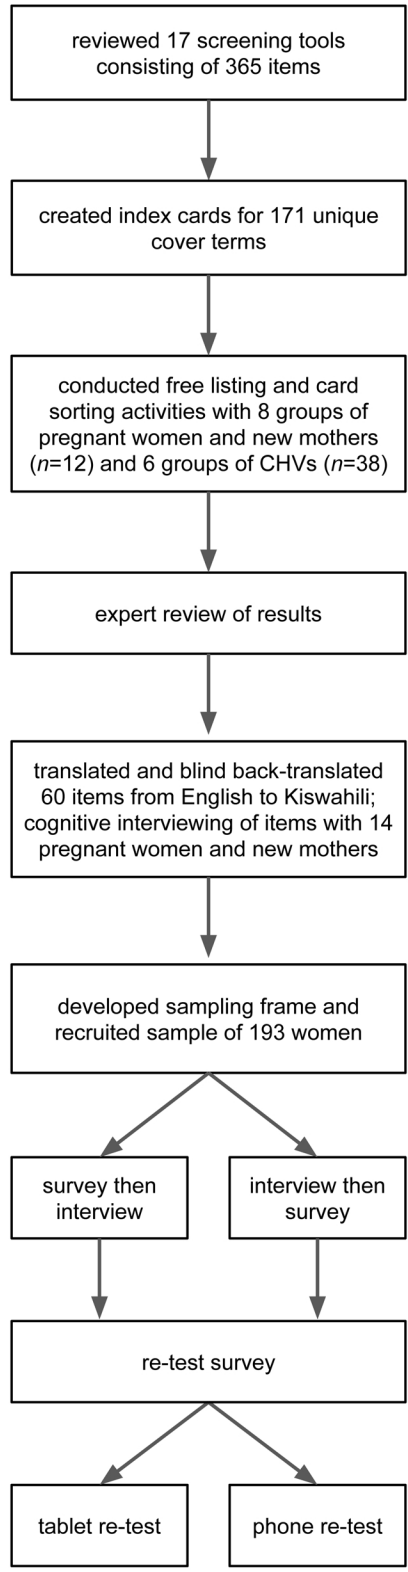 reviewed 17 screening tools
consisting of 365 items
created index cards for 171 unique
cover terms
conducted free listing and card
sorting activities with 8 groups of
pregnant women and new mothers
(n=12) and 6 groups of CHVs (n=38)
expert review of results
translated and blind back-translated
60 items from English to Kiswahili;
cognitive interviewing of items with 14
pregnant women and new mothers
developed sampling frame and
recruited sample of 193 women
survey then
interview
interview then
survey
re-test survey
tablet re-test
phone re-test